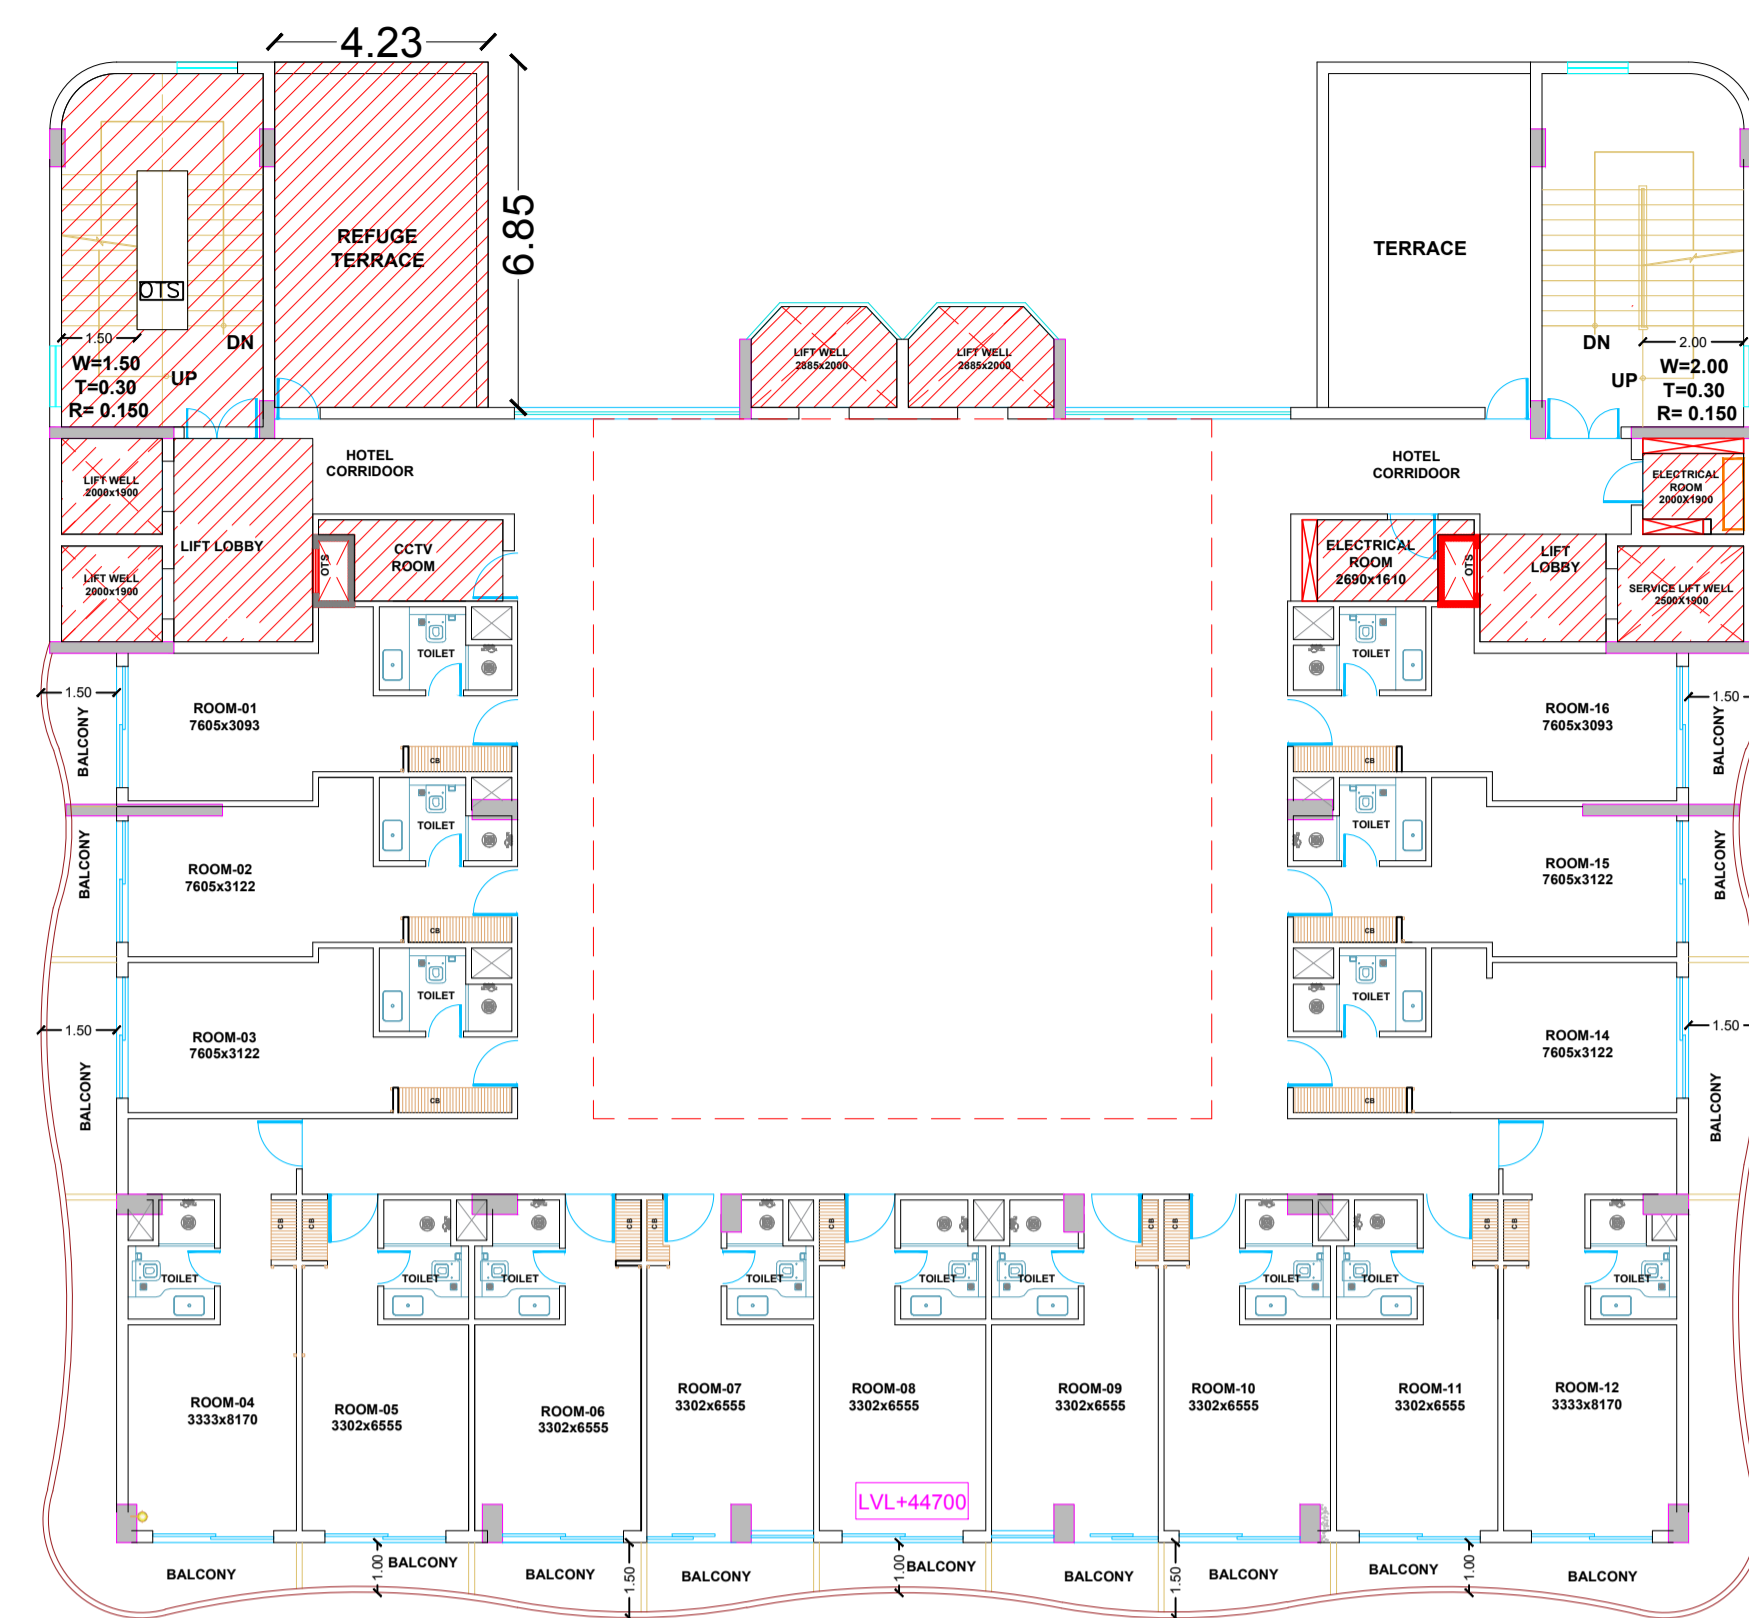 4.23
6.85
REFUGE
TERRACE
TERRACE
OTS
1.50
W=1.50
T=0.30
R= 0.150
DN
UP
LIFT WELL
2885x2000
LIFT WELL
2885x2000
DN
UP
2.00
W=2.00
T=0.30
R= 0.150
HOTEL
CORRIDOOR
HOTEL
CORRIDOOR
LIFT WELL
2000x1900
LIFT WELL
2000x1900
LIFT LOBBY
OTS
CCTV
ROOM
ELECTRICAL
ROOM
2690x1610
OTS
LIFT
LOBBY
ELECTRICAL
ROOM
2000X1900
SERVICE LIFT WELL
2500X1900
TOILET
TOILET
1.50
BALCONY
ROOM-01
7605x3093
CB
ROOM-16
7605x3093
CB
1.50
BALCONY
TOILET
TOILET
BALCONY
ROOM-02
7605x3122
CB
ROOM-15
7605x3122
CB
BALCONY
TOILET
TOILET
1.50
BALCONY
ROOM-03
7605x3122
CB
ROOM-14
7605x3122
CB
1.50
BALCONY
CB
CB
CB
CB
CB
CB
CB
CB
CB
TOILET
TOILET
TOILET
TOILET
TOILET
TOILET
TOILET
TOILET
TOILET
ROOM-04
3333x8170
ROOM-05
3302x6555
ROOM-06
3302x6555
ROOM-07
3302x6555
ROOM-08
3302x6555
ROOM-09
3302x6555
ROOM-10
3302x6555
ROOM-11
3302x6555
ROOM-12
3333x8170
LVL+44700
BALCONY
1.00
BALCONY
BALCONY
1.50
BALCONY
1.00
BALCONY
BALCONY
1.50
BALCONY
1.00
BALCONY